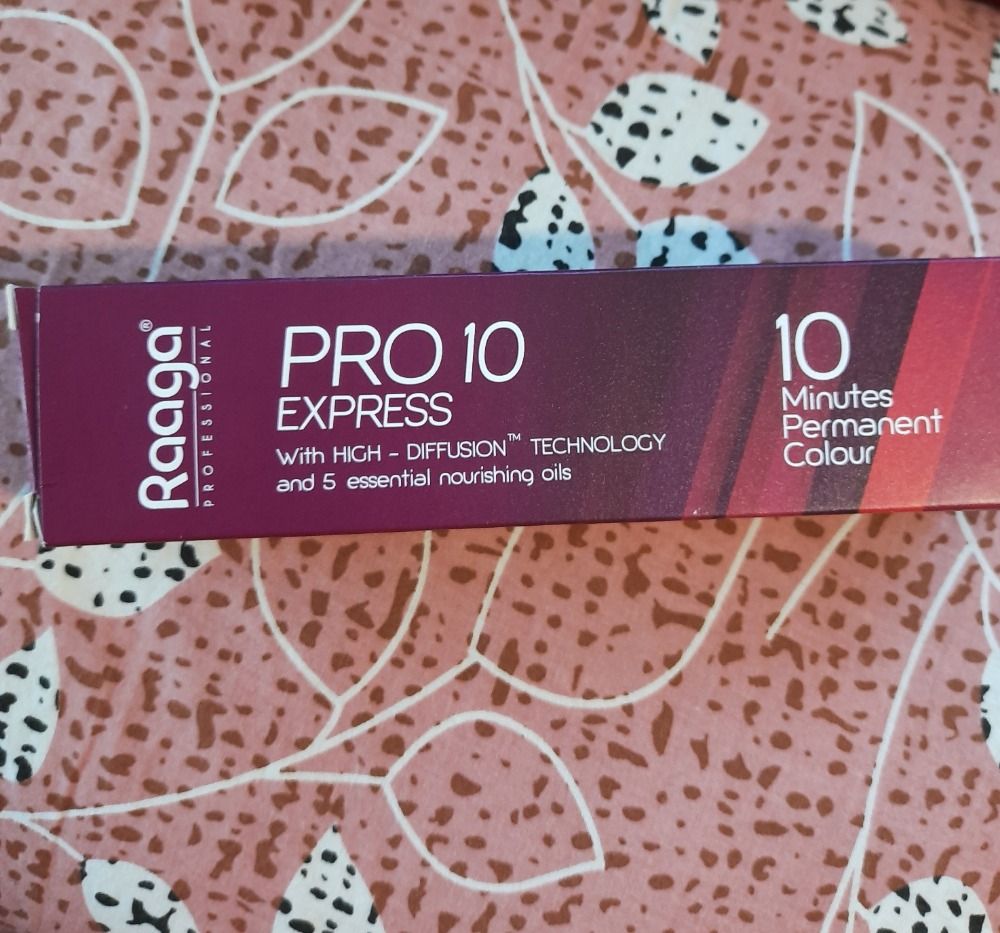 Raaga®
PROFESSIONAL
PRO 10
EXPRESS
With HIGH - DIFFUSION™ TECHNOLOGY
and 5 essential nourishing oils
10
Minutes
Permanent
Colour